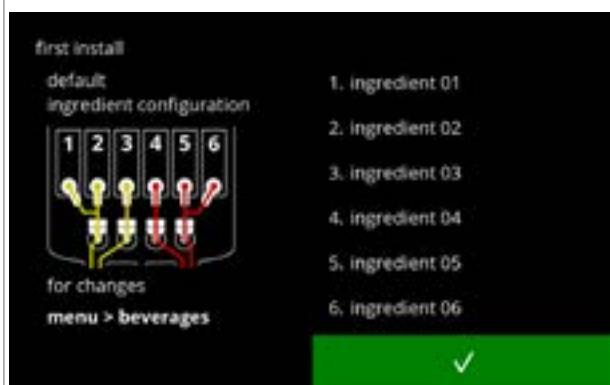 first install
default
ingredient configuration
1 2 3 4 5 6
for changes
menu > beverages
1. ingredient 01
2. ingredient 02
3. ingredient 03
4. ingredient 04
5. ingredient 05
6. ingredient 06